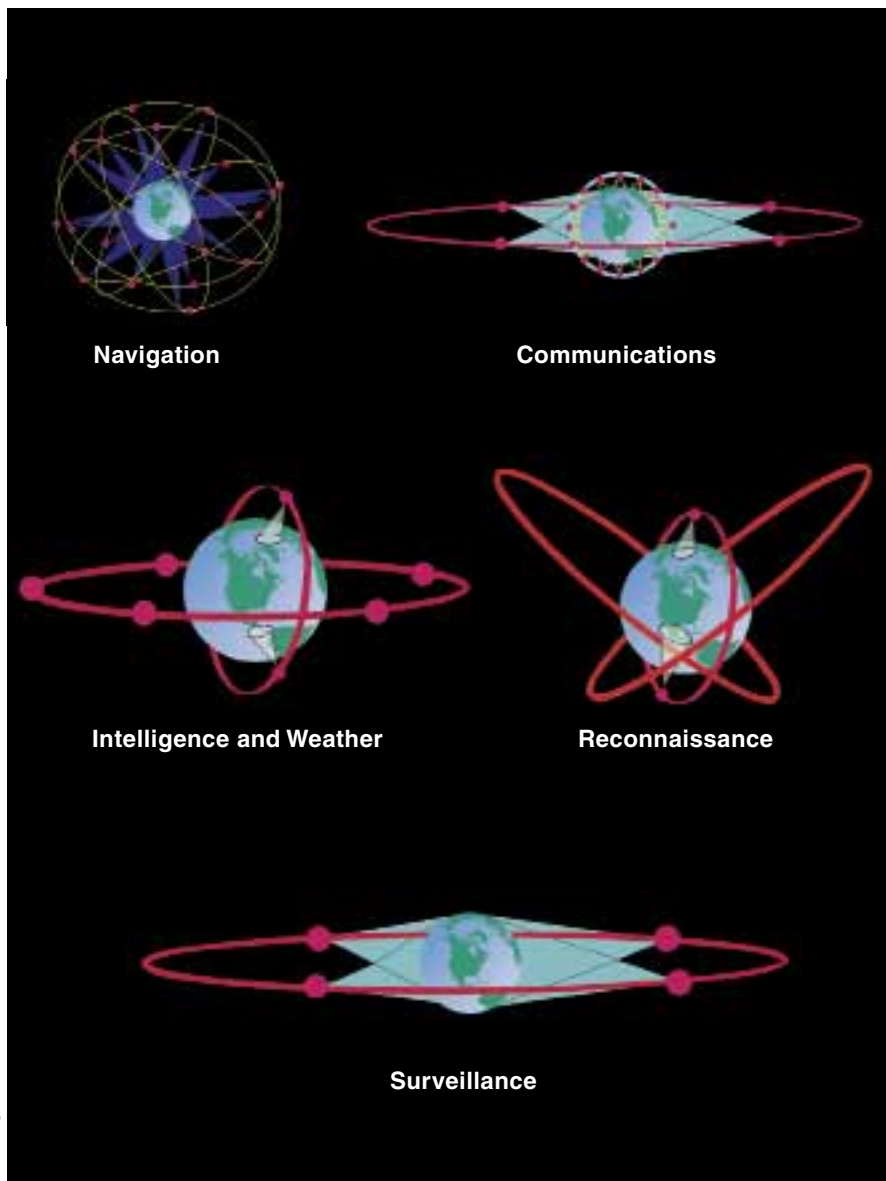 Navigation
Communications
Intelligence and Weather
Reconnaissance
Surveillance